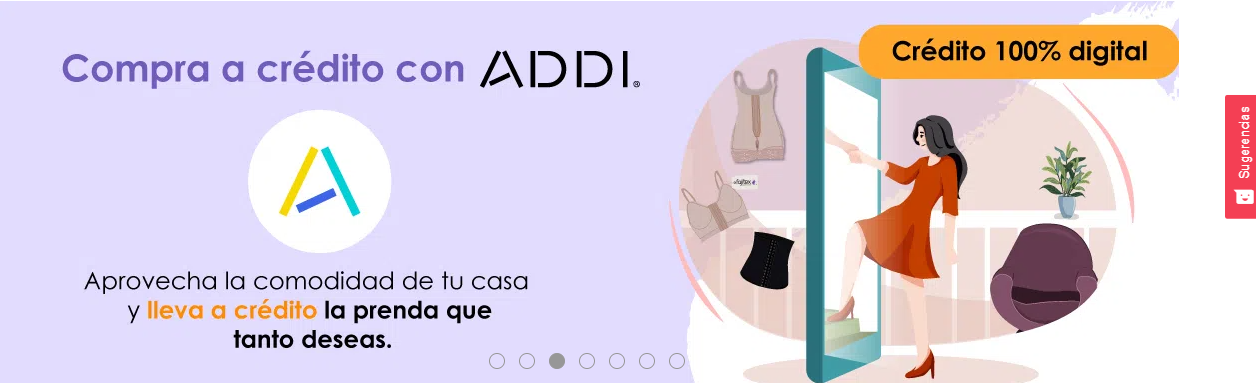 Compra a crédito con ADDI®
Crédito 100% digital
Aprovecha la comodidad de tu casa
y lleva a crédito la prenda que
tanto deseas.
Sugerendas